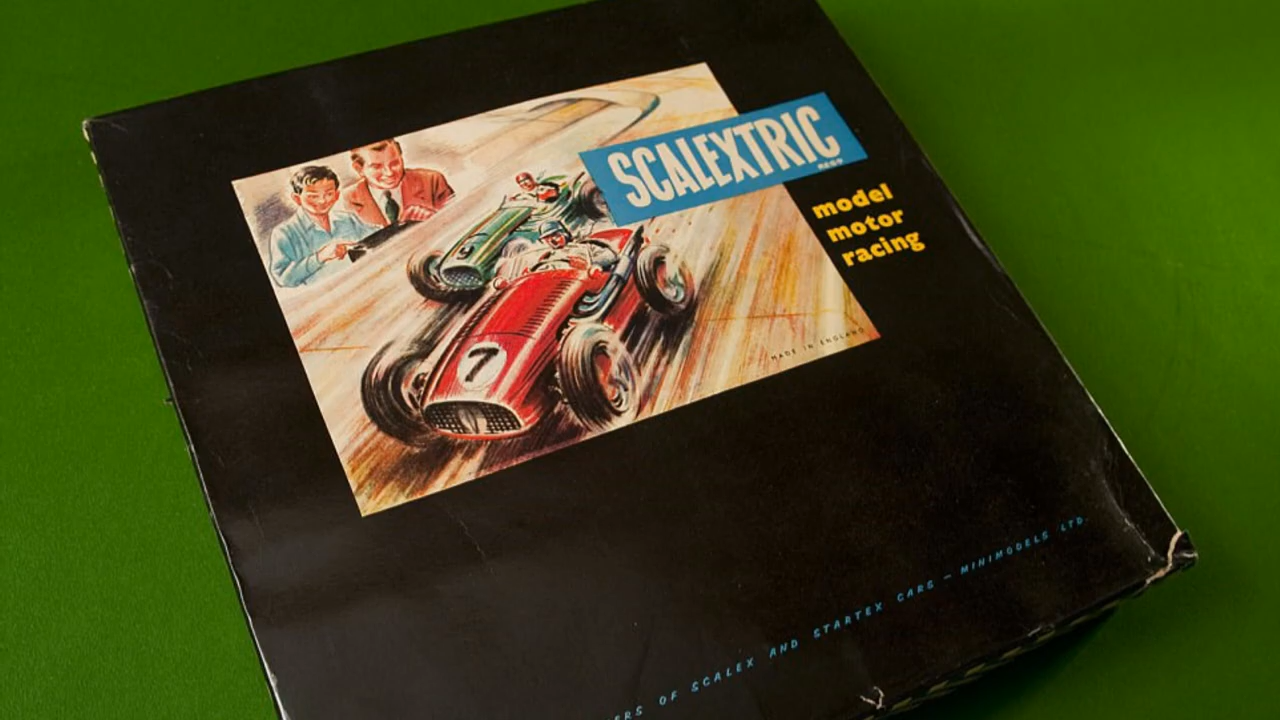 SCALEXTRIC
REGD
model
motor
racing
7
MADE IN ENGLAND
OF SCALEX AND STARTEX CARS – MINIMODELS LTD.